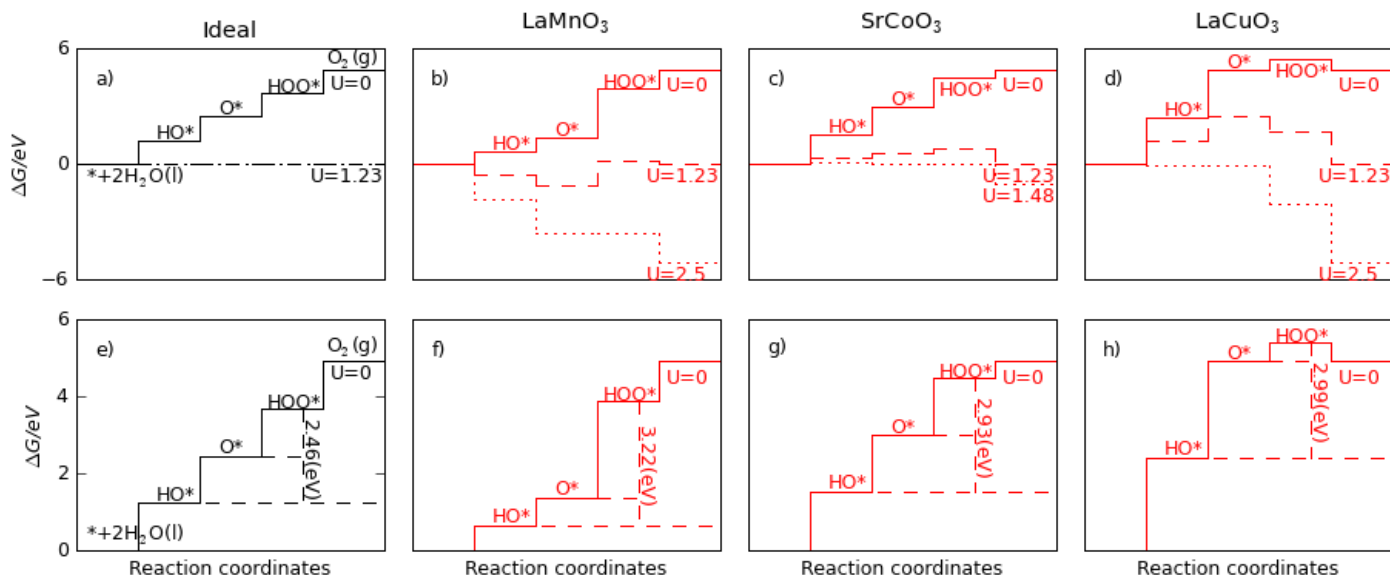 Ideal
LaMnO₃
SrCoO₃
LaCuO₃
ΔG/eV
6
0
−6
a)
*+2H₂O(l)
HO*
O*
HOO*
O₂(g)
U=0
U=1.23
b)
HO*
O*
HOO*
U=0
U=1.23
U=2.5
c)
HO*
O*
HOO*
U=0
U=1.23
U=1.48
d)
HO*
O*
HOO*
U=0
U=1.23
U=2.5
ΔG/eV
6
4
2
0
e)
*+2H₂O(l)
HO*
O*
HOO*
O₂(g)
U=0
2.46(eV)
f)
HO*
O*
HOO*
U=0
3.22(eV)
g)
HO*
O*
HOO*
U=0
2.93(eV)
h)
HO*
O*
HOO*
U=0
2.99(eV)
Reaction coordinates
Reaction coordinates
Reaction coordinates
Reaction coordinates